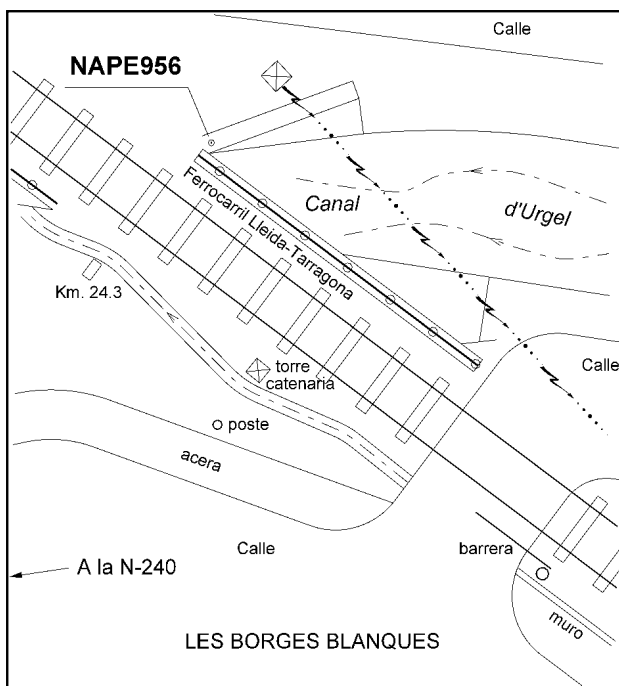 Calle
NAPE956
Ferrocarril Lleida-Tarragona
Canal
d'Urgel
Km. 24.3
torre
catenaria
Calle
poste
acera
Calle
barrera
A la N-240
muro
LES BORGES BLANQUES